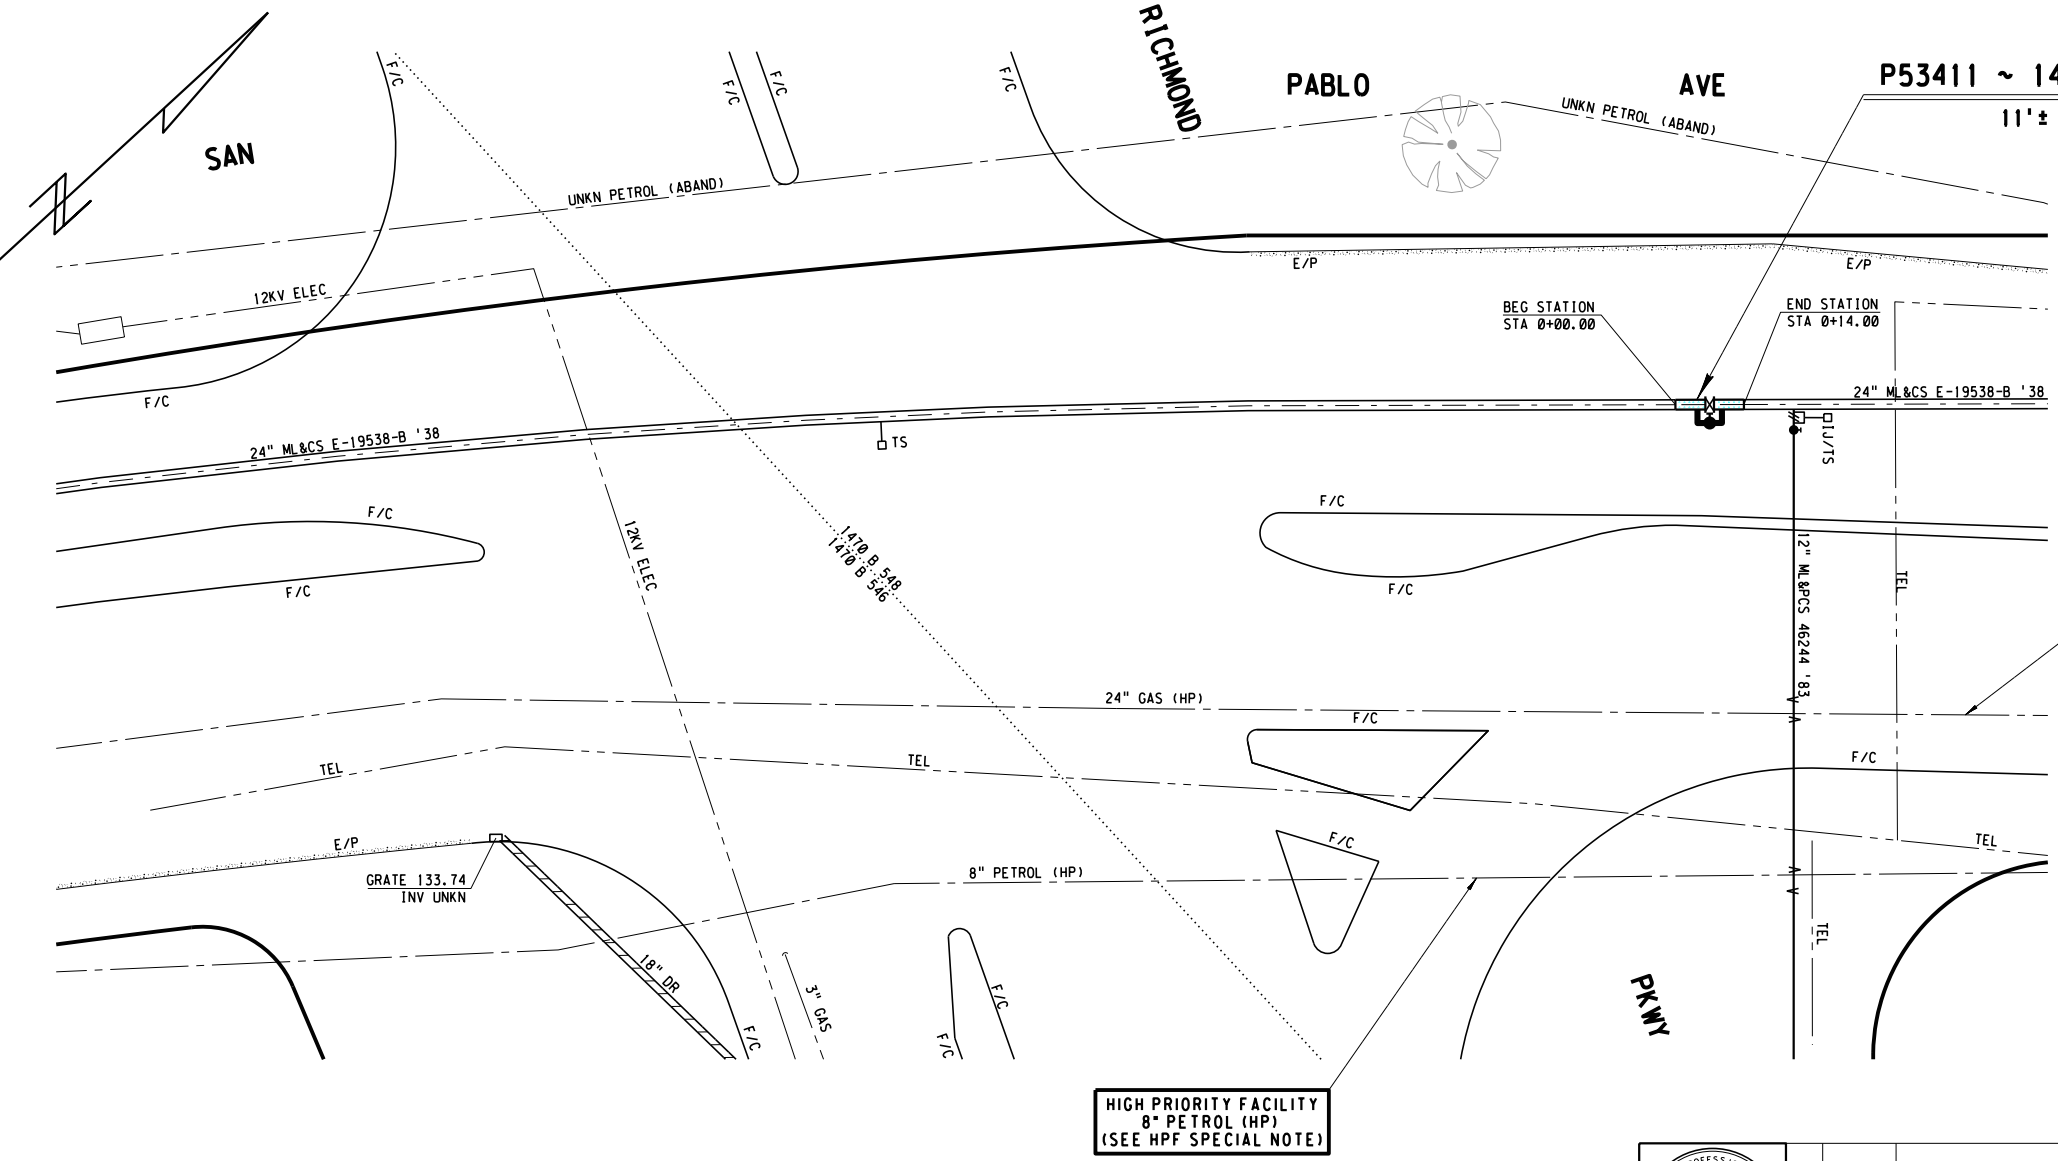 RICHMOND
SAN
PABLO
AVE
P53411 ~ 14
11'±
F/C
F/C
F/C
F/C
UNKN PETROL (ABAND)
UNKN PETROL (ABAND)
E/P
E/P
12KV ELEC
BEG STATION
STA 0+00.00
END STATION
STA 0+14.00
F/C
24" ML&CS E-19538-B '38
24" ML&CS E-19538-B '38
TS
IJ/TS
F/C
F/C
12KV ELEC
1470 B 548
1470 B 546
F/C
F/C
12" ML&PCS 46244 '83
TEL
24" GAS (HP)
F/C
TEL
TEL
F/C
E/P
F/C
TEL
GRATE 133.74
INV UNKN
8" PETROL (HP)
TEL
18" DR
3" GAS
F/C
F/C
F/C
PKWY
HIGH PRIORITY FACILITY
8" PETROL (HP)
(SEE HPF SPECIAL NOTE)